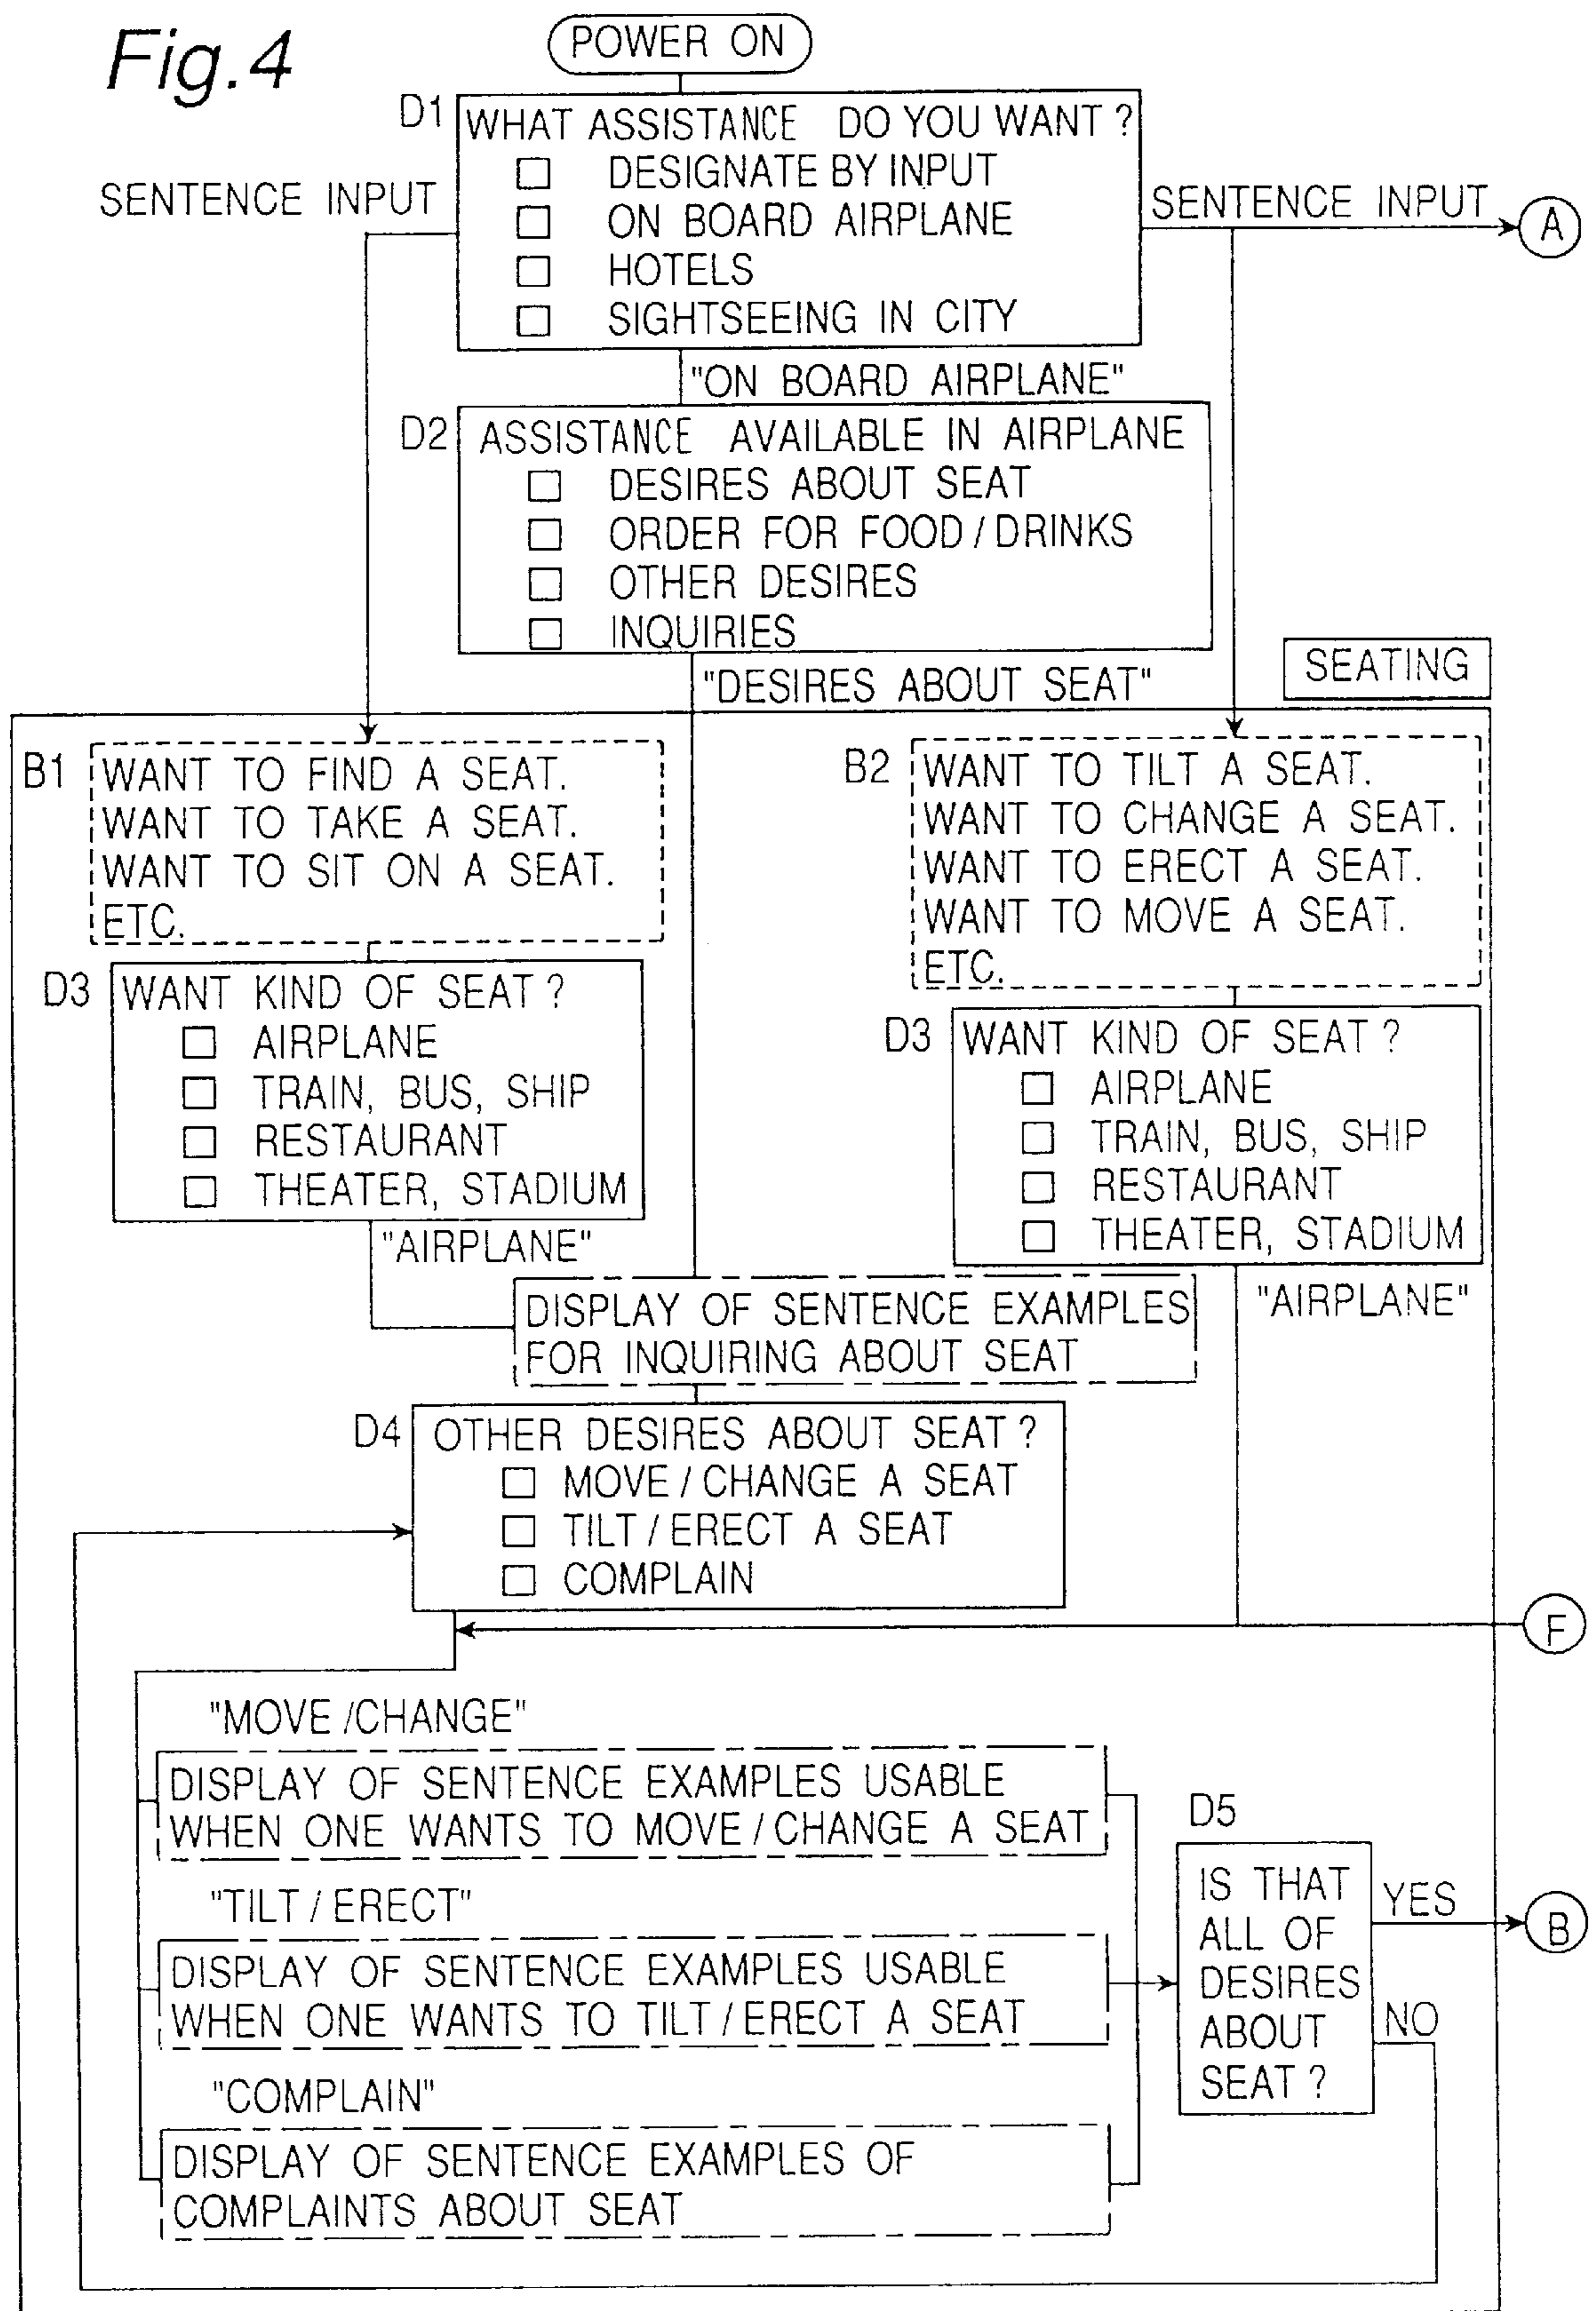 Fig.4
POWER ON
D1
WHAT ASSISTANCE DO YOU WANT?
☐ DESIGNATE BY INPUT
☐ ON BOARD AIRPLANE
☐ HOTELS
☐ SIGHTSEEING IN CITY
SENTENCE INPUT
SENTENCE INPUT
A
"ON BOARD AIRPLANE"
D2
ASSISTANCE AVAILABLE IN AIRPLANE
☐ DESIRES ABOUT SEAT
☐ ORDER FOR FOOD / DRINKS
☐ OTHER DESIRES
☐ INQUIRIES
"DESIRES ABOUT SEAT"
SEATING
B1
WANT TO FIND A SEAT.
WANT TO TAKE A SEAT.
WANT TO SIT ON A SEAT.
ETC.
B2
WANT TO TILT A SEAT.
WANT TO CHANGE A SEAT.
WANT TO ERECT A SEAT.
WANT TO MOVE A SEAT.
ETC.
D3
WANT KIND OF SEAT?
☐ AIRPLANE
☐ TRAIN, BUS, SHIP
☐ RESTAURANT
☐ THEATER, STADIUM
"AIRPLANE"
D3
WANT KIND OF SEAT?
☐ AIRPLANE
☐ TRAIN, BUS, SHIP
☐ RESTAURANT
☐ THEATER, STADIUM
"AIRPLANE"
DISPLAY OF SENTENCE EXAMPLES
FOR INQUIRING ABOUT SEAT
D4
OTHER DESIRES ABOUT SEAT?
☐ MOVE / CHANGE A SEAT
☐ TILT / ERECT A SEAT
☐ COMPLAIN
F
"MOVE /CHANGE"
DISPLAY OF SENTENCE EXAMPLES USABLE
WHEN ONE WANTS TO MOVE / CHANGE A SEAT
"TILT / ERECT"
DISPLAY OF SENTENCE EXAMPLES USABLE
WHEN ONE WANTS TO TILT/ERECT A SEAT
"COMPLAIN"
DISPLAY OF SENTENCE EXAMPLES OF
COMPLAINTS ABOUT SEAT
D5
IS THAT
ALL OF
DESIRES
ABOUT
SEAT?
YES
B
NO